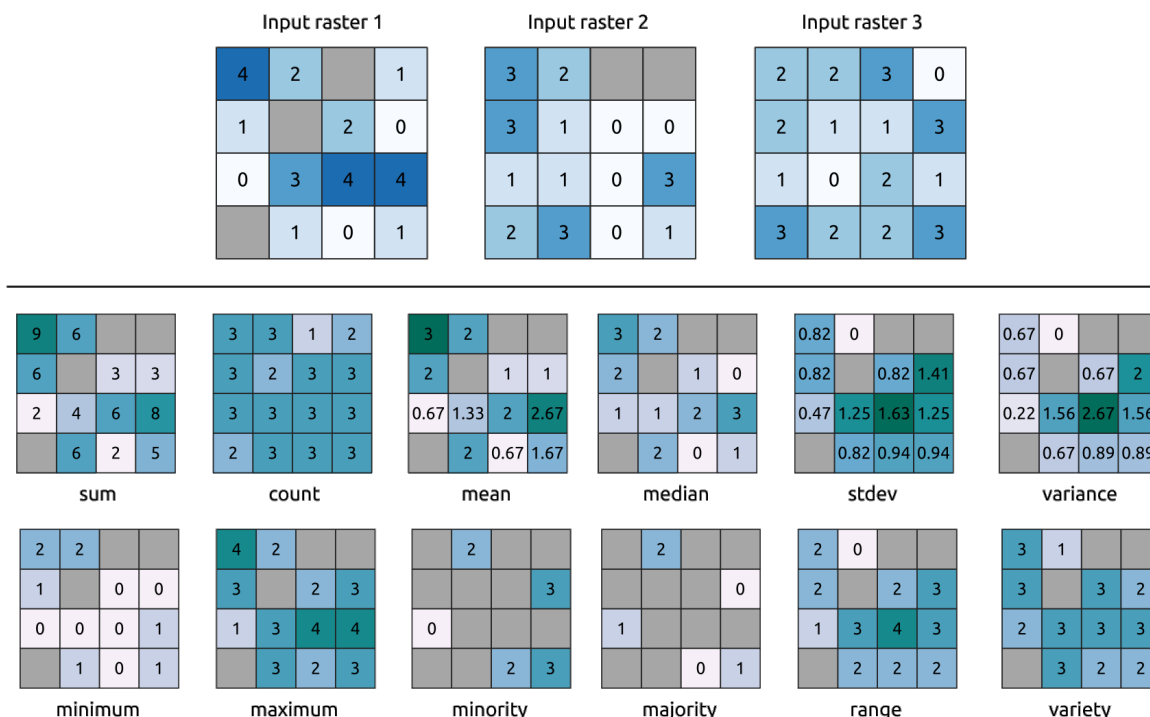 Input raster 1 Input raster 2 Input raster 3
4 2 1 3 2 2 2 3 0
1 2 0 3 1 0 0 2 1 1 3
0 3 4 4 1 1 0 3 1 0 2 1
1 0 1 2 3 0 1 3 2 2 3
9 6 3 3 1 2 3 2 3 2 0.82 0 0.67 0
6 3 3 3 2 3 3 2 1 1 2 1 0 0.82 0.82 1.41 0.67 0.67 2
2 4 6 8 3 3 3 3 0.67 1.33 2 2.67 1 1 2 3 0.47 1.25 1.63 1.25 0.22 1.56 2.67 1.56
6 2 5 2 3 3 3 2 0.67 1.67 2 0 1 0.82 0.94 0.94 0.67 0.89 0.89
sum count mean median stdev variance
2 2 4 2 2 2 2 0 3 1
1 0 0 3 2 3 3 0 2 2 3 3 3 2
0 0 0 1 1 3 4 4 0 1 1 3 4 3 2 3 3 3
1 0 1 3 2 3 2 3 0 1 2 2 2 3 2 2
minimum maximum minority majority range variety